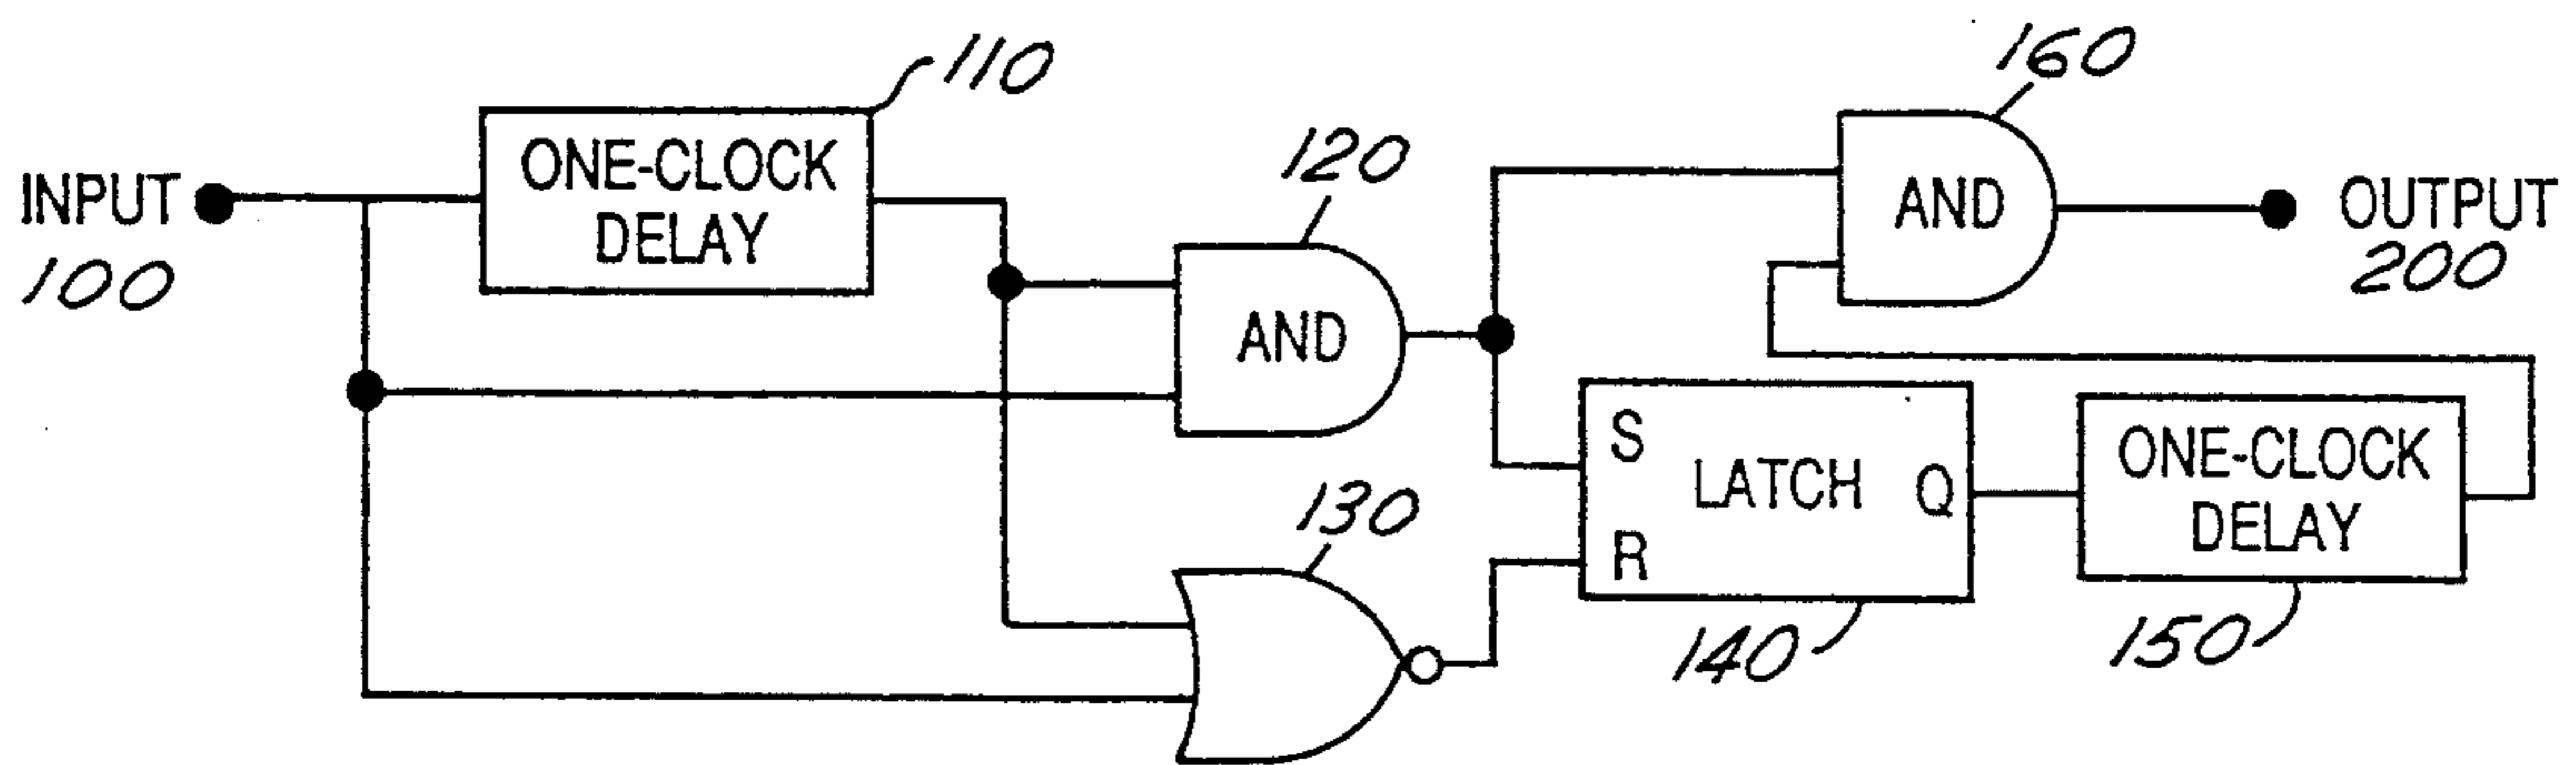 INPUT
100
ONE-CLOCK
DELAY
110
AND
120
130
S
R
LATCH
Q
140
ONE-CLOCK
DELAY
150
AND
160
OUTPUT
200